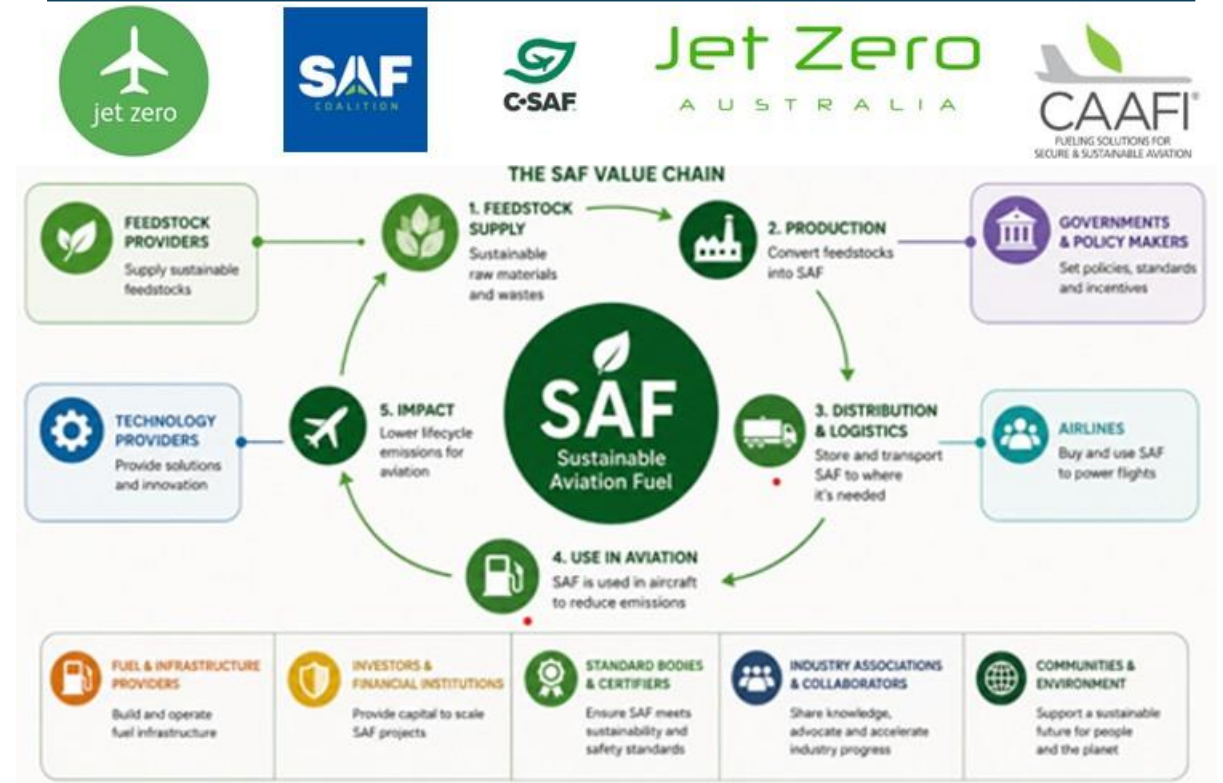 jet zero
SAF
COALITION
C·SAF
Jet Zero
AUSTRALIA
CAAFI®
FUELING SOLUTIONS FOR
SECURE & SUSTAINABLE AVIATION
THE SAF VALUE CHAIN
FEEDSTOCK
PROVIDERS
Supply sustainable
feedstocks
1. FEEDSTOCK
SUPPLY
Sustainable
raw materials
and wastes
2. PRODUCTION
Convert feedstocks
into SAF
GOVERNMENTS
& POLICY MAKERS
Set policies, standards
and incentives
TECHNOLOGY
PROVIDERS
Provide solutions
and innovation
5. IMPACT
Lower lifecycle
emissions for
aviation
SAF
Sustainable
Aviation Fuel
3. DISTRIBUTION
& LOGISTICS
Store and transport
SAF to where
it's needed
AIRLINES
Buy and use SAF
to power flights
4. USE IN AVIATION
SAF is used in aircraft
to reduce emissions
FUEL & INFRASTRUCTURE
PROVIDERS
Build and operate
fuel infrastructure
INVESTORS &
FINANCIAL INSTITUTIONS
Provide capital to scale
SAF projects
STANDARD BODIES
& CERTIFIERS
Ensure SAF meets
sustainability and
safety standards
INDUSTRY ASSOCIATIONS
& COLLABORATORS
Share knowledge,
advocate and accelerate
industry progress
COMMUNITIES &
ENVIRONMENT
Support a sustainable
future for people
and the planet